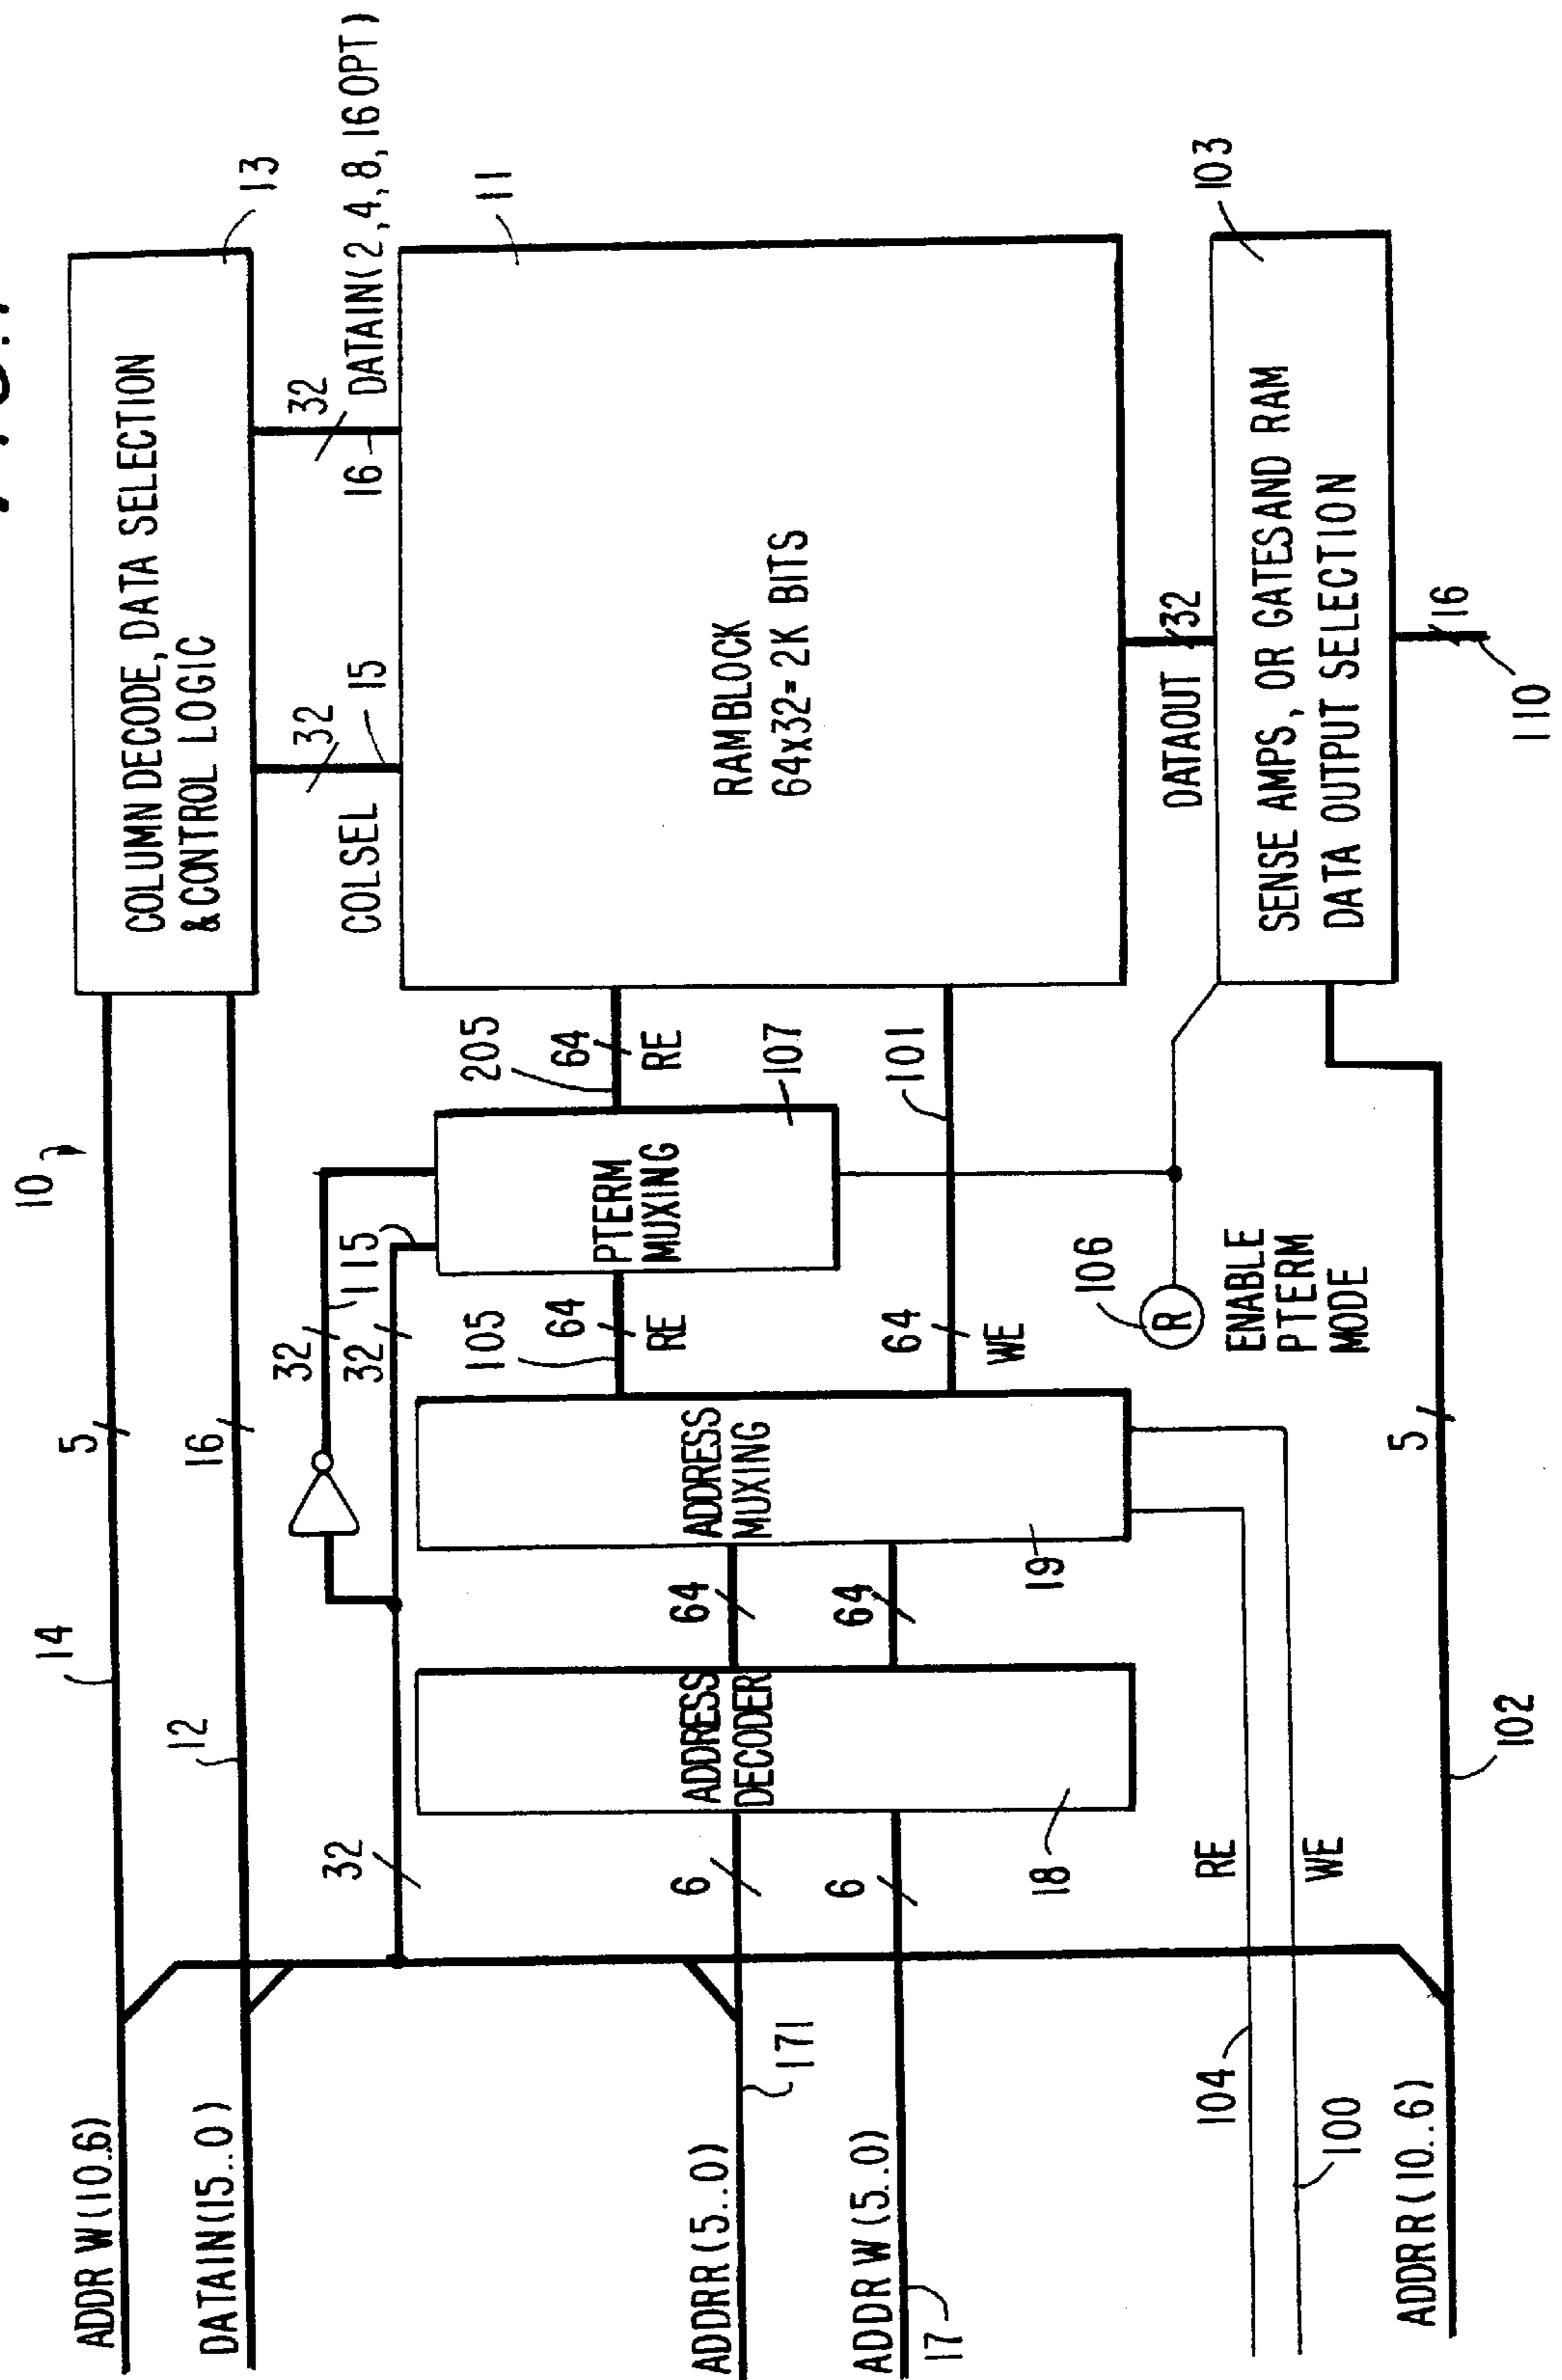 10
ADDR W(10..6)
14
5
COLUMN DECODE, DATA SELECTION
& CONTROL LOGIC
13
DATAIN(15..0)
12
16
32
115
32
32
COLSEL
32
15
16
32
DATAIN(2,4,8,16 OPT)
ADDRR(5..0)
171
6
ADDRESS
DECODER
18
64
64
ADDRESS
MUXING
19
105
64
RE
PTERM
MUXING
107
205
64
RE
RAM BLOCK
64x32=2K BITS
11
ADDR W(5..0)
17
6
64
WE
101
104
RE
100
WE
106
R
ENABLE
PTERM
MODE
DATAOUT
32
SENSE AMPS, OR GATES AND RAM
DATA OUTPUT SELECTION
103
ADDRR(10..6)
102
5
16
110